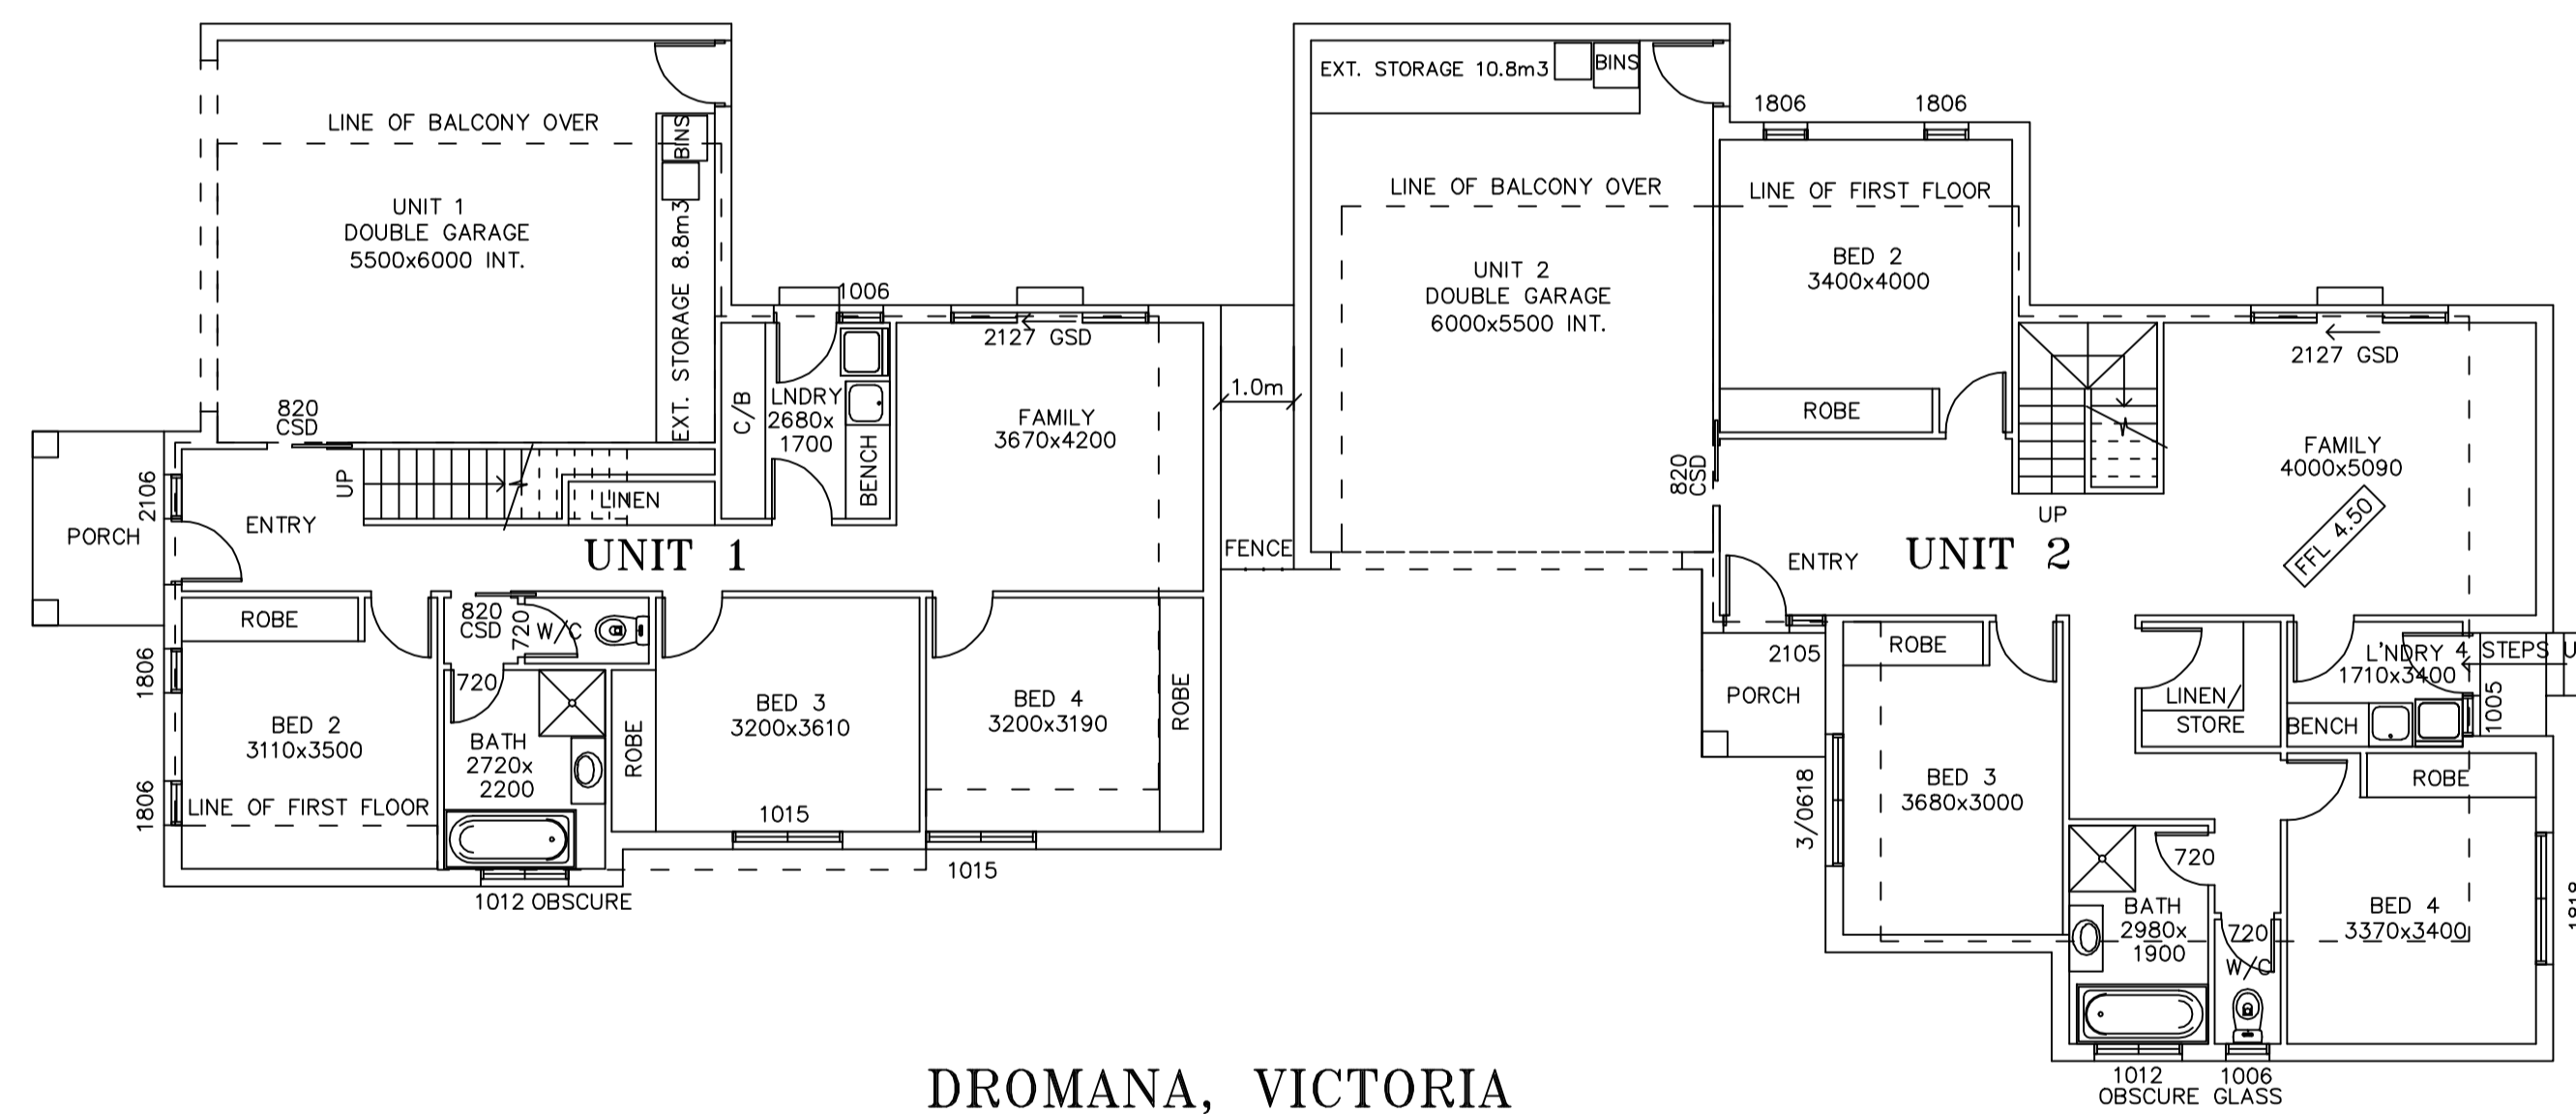 LINE OF BALCONY OVER
UNIT 1
DOUBLE GARAGE
5500x6000 INT.
BINS
EXT. STORAGE 8.8m3
820
CSD
UP
LINEN
2106
PORCH
ENTRY
UNIT 1
C/B
LNDRY
2680x
1700
BENCH
1006
2127 GSD
FAMILY
3670x4200
1.0m
FENCE
ROBE
1806
1806
BED 2
3110x3500
LINE OF FIRST FLOOR
820
CSD
720
W/C
720
BATH
2720x
2200
1012 OBSCURE
ROBE
BED 3
3200x3610
1015
BED 4
3200x3190
ROBE
1015
EXT. STORAGE 10.8m3
BINS
LINE OF BALCONY OVER
UNIT 2
DOUBLE GARAGE
6000x5500 INT.
820
CSD
1806
1806
LINE OF FIRST FLOOR
BED 2
3400x4000
ROBE
UP
2127 GSD
FAMILY
4000x5090
FFL 4.50
ENTRY
UNIT 2
2105
PORCH
ROBE
3/0618
BED 3
3680x3000
LINEN/
STORE
L'NDRY
1710x3400
4 STEPS U
BENCH
1005
ROBE
720
BATH
2980x
1900
720
W/C
BED 4
3370x3400
1818
1012
OBSCURE
1006
GLASS
DROMANA, VICTORIA